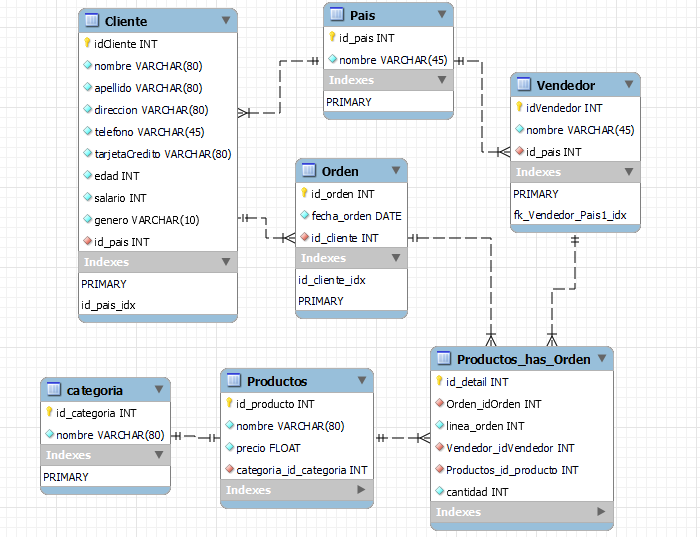 Cliente
idCliente INT
nombre VARCHAR(80)
apellido VARCHAR(80)
direccion VARCHAR(80)
telefono VARCHAR(45)
tarjetaCredito VARCHAR(80)
edad INT
salario INT
genero VARCHAR(10)
id_pais INT
Indexes
PRIMARY
id_pais_idx
Pais
id_pais INT
nombre VARCHAR(45)
Indexes
PRIMARY
Vendedor
idVendedor INT
nombre VARCHAR(45)
id_pais INT
Indexes
PRIMARY
fk_Vendedor_Pais1_idx
Orden
id_orden INT
fecha_orden DATE
id_cliente INT
Indexes
id_cliente_idx
PRIMARY
categoria
id_categoria INT
nombre VARCHAR(80)
Indexes
PRIMARY
Productos
id_producto INT
nombre VARCHAR(80)
precio FLOAT
categoria_id_categoria INT
Indexes
Productos_has_Orden
id_detail INT
Orden_idOrden INT
linea_orden INT
Vendedor_idVendedor INT
Productos_id_producto INT
cantidad INT
Indexes